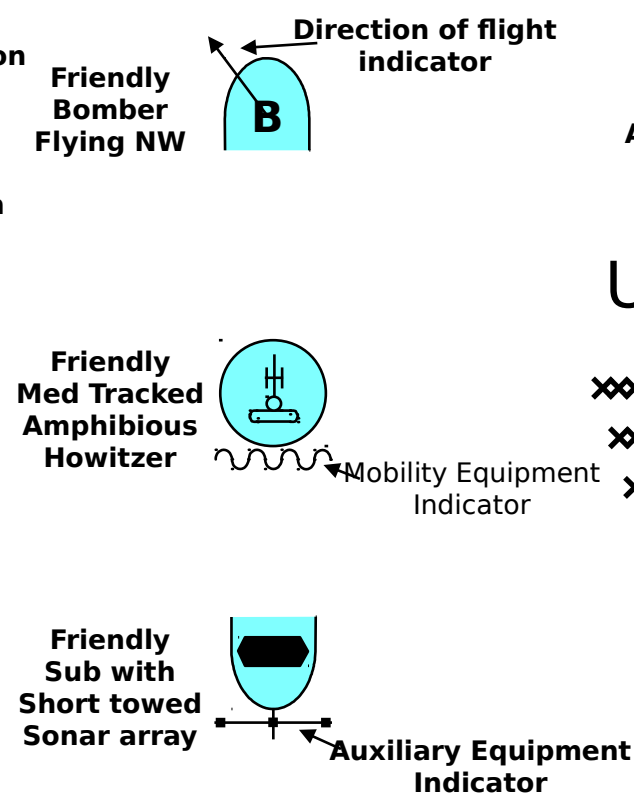 Direction of flight
indicator
on
Friendly
Bomber
Flying NW
B
Friendly
Med Tracked
Amphibious
Howitzer
Mobility Equipment
Indicator
Friendly
Sub with
Short towed
Sonar array
Auxiliary Equipment
Indicator